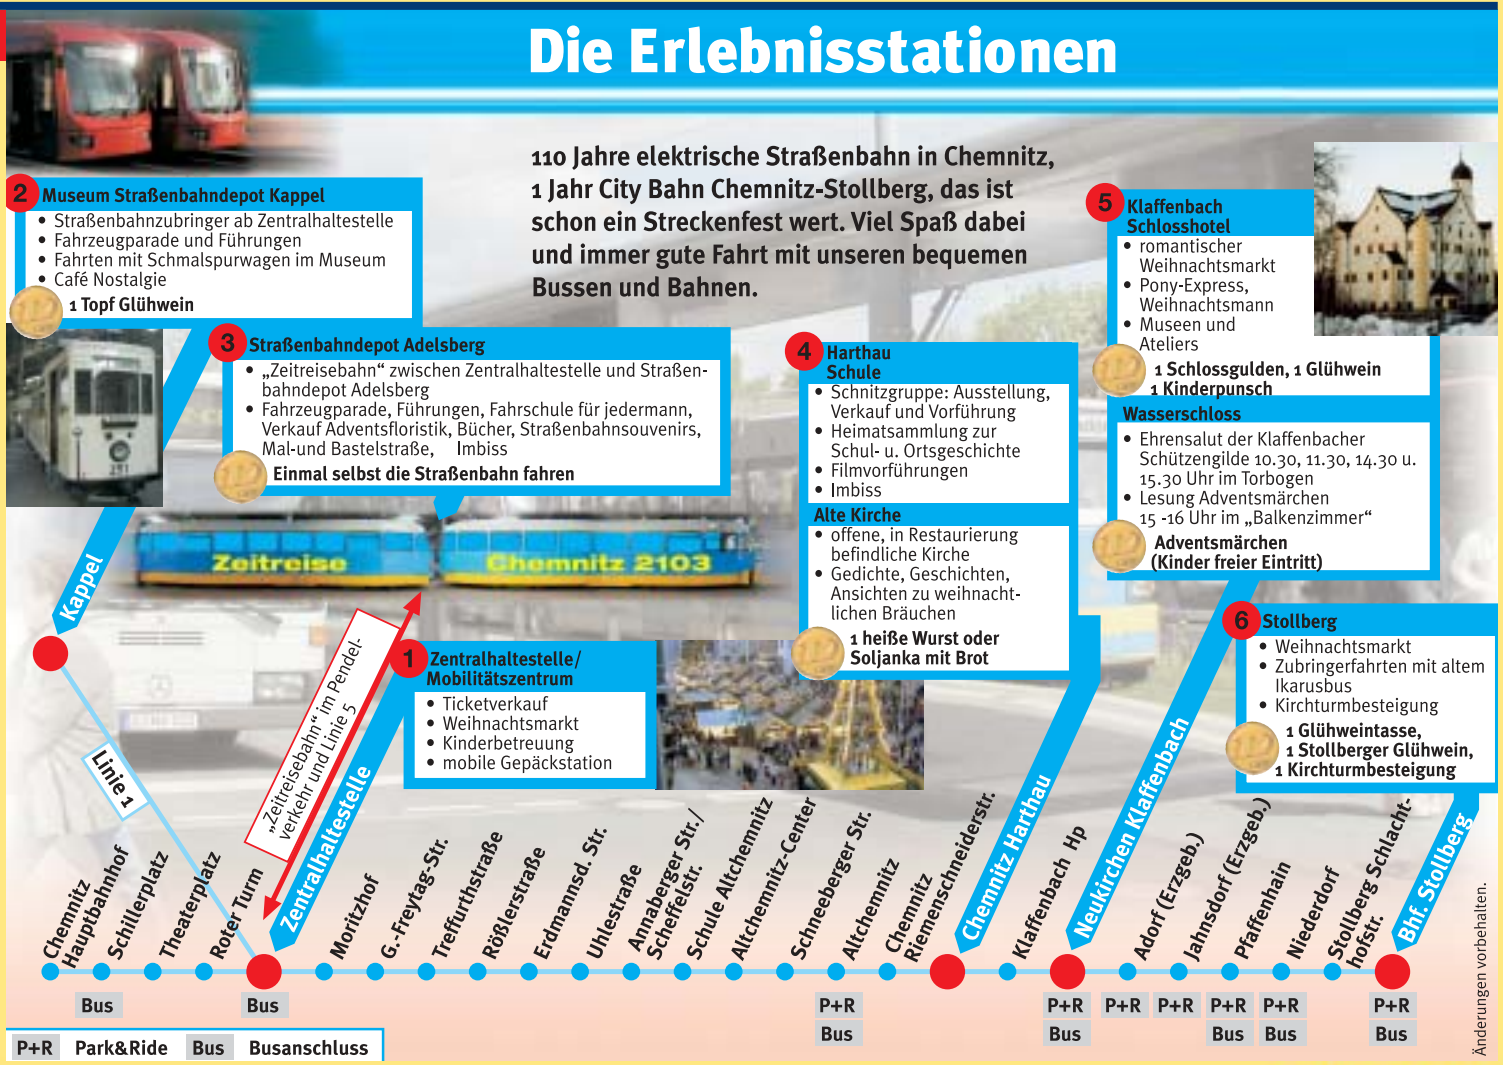 Die Erlebnisstationen
110 Jahre elektrische Straßenbahn in Chemnitz,
1 Jahr City Bahn Chemnitz-Stollberg, das ist
schon ein Streckenfest wert. Viel Spaß dabei
und immer gute Fahrt mit unseren bequemen
Bussen und Bahnen.
2 Museum Straßenbahndepot Kappel
• Straßenbahnzubringer ab Zentralhaltestelle
• Fahrzeugparade und Führungen
• Fahrten mit Schmalspurwagen im Museum
• Café Nostalgie
1 Topf Glühwein
3 Straßenbahndepot Adelsberg
• „Zeitreisebahn“ zwischen Zentralhaltestelle und Straßen-
bahndepot Adelsberg
• Fahrzeugparade, Führungen, Fahrschule für jedermann,
Verkauf Adventsfloristik, Bücher, Straßenbahnsouvenirs,
Mal-und Bastelstraße, Imbiss
Einmal selbst die Straßenbahn fahren
4 Harthau
Schule
• Schnitzgruppe: Ausstellung,
Verkauf und Vorführung
• Heimatsammlung zur
Schul- u. Ortsgeschichte
• Filmvorführungen
• Imbiss
Alte Kirche
• offene, in Restaurierung
befindliche Kirche
• Gedichte, Geschichten,
Ansichten zu weihnacht-
lichen Bräuchen
1 heiße Wurst oder
Soljanka mit Brot
5 Klaffenbach
Schlosshotel
• romantischer
Weihnachtsmarkt
• Pony-Express,
Weihnachtsmann
• Museen und
Ateliers
1 Schlossgulden, 1 Glühwein
1 Kinderpunsch
Wasserschloss
• Ehrensalut der Klaffenbacher
Schützengilde 10.30, 11.30, 14.30 u.
15.30 Uhr im Torbogen
• Lesung Adventsmärchen
15 -16 Uhr im „Balkenzimmer“
Adventsmärchen
(Kinder freier Eintritt)
6 Stollberg
• Weihnachtsmarkt
• Zubringerfahrten mit altem
Ikarusbus
• Kirchturmbesteigung
1 Glühweintasse,
1 Stollberger Glühwein,
1 Kirchturmbesteigung
Zeitreise
Chemnitz 2103
1 Zentralhaltestelle/
Mobilitätszentrum
• Ticketverkauf
• Weihnachtsmarkt
• Kinderbetreuung
• mobile Gepäckstation
Kappel
Linie 1
„Zeitreisebahn“ im Pendel-
verkehr und Linie 5
Chemnitz
Hauptbahnhof
Schillerplatz
Theaterplatz
Roter Turm
Zentralhaltestelle
Moritzhof
G.- Freytag-Str.
Treffurthstraße
Rößlerstraße
Erdmannsd. Str.
Uhlestraße
Annaberger Str./
Scheffelstr.
Schule Altchemnitz
Altchemnitz-Center
Schneeberger Str.
Altchemnitz
Chemnitz
Riemenschneiderstr.
Chemnitz Harthau
Klaffenbach Hp
Neukirchen Klaffenbach
Adorf (Erzgeb.)
Jahnsdorf (Erzgeb.)
Pfaffenhain
Niederdorf
Stollberg Schlacht-
hofstr.
Bhf. Stollberg
Bus Bus P+R P+R P+R P+R P+R P+R P+R
Bus Bus Bus Bus Bus
P+R Park&Ride Bus Busanschluss
Änderungen vorbehalten.